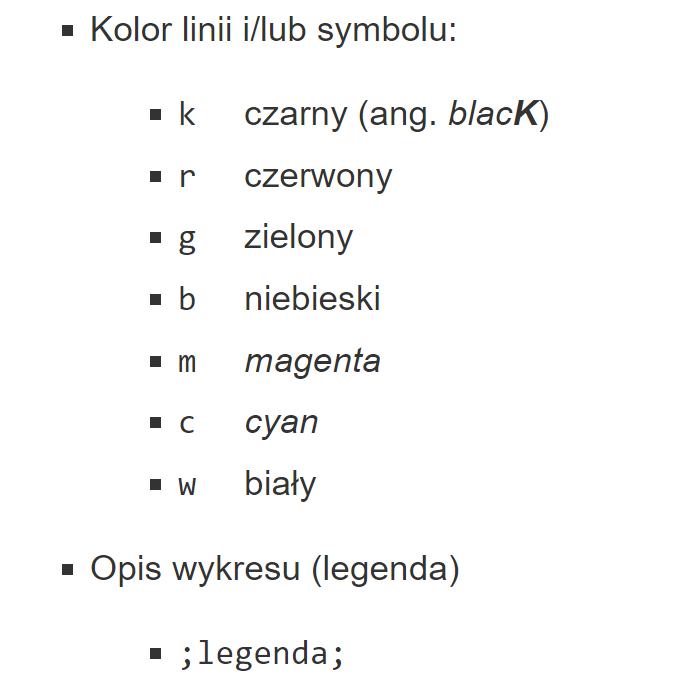 Kolor linii i/lub symbolu:
k czarny (ang. blacK)
r czerwony
g zielony
b niebieski
m magenta
c cyan
w biały
Opis wykresu (legenda)
;legenda;